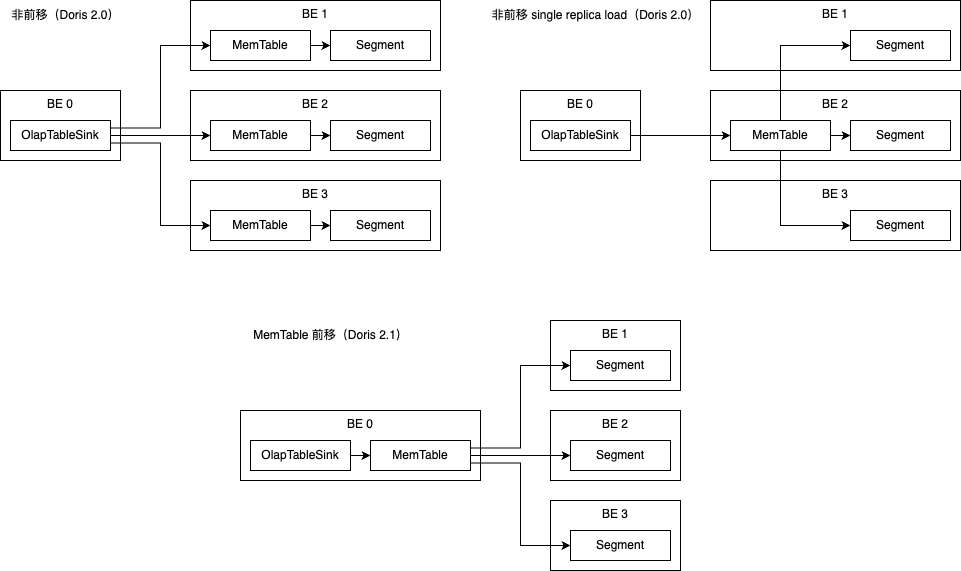 非前移（Doris 2.0）
BE 1
MemTable
Segment
BE 0
OlapTableSink
BE 2
MemTable
Segment
BE 3
MemTable
Segment
非前移 single replica load（Doris 2.0）
BE 1
Segment
BE 0
OlapTableSink
BE 2
MemTable
Segment
BE 3
Segment
MemTable 前移（Doris 2.1）
BE 0
OlapTableSink
MemTable
BE 1
Segment
BE 2
Segment
BE 3
Segment